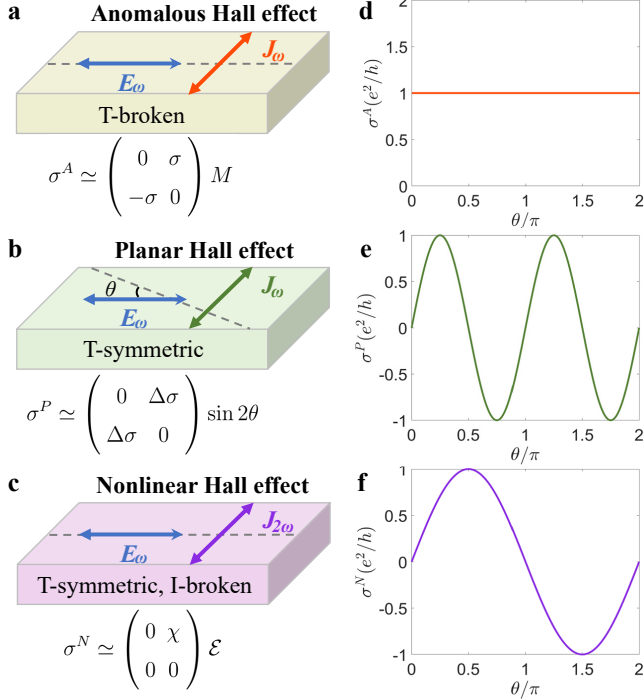 a
Anomalous Hall effect
E_ω
J_ω
T-broken
σ^A ≃ ( 0 σ
-σ 0 ) M
b
Planar Hall effect
θ
E_ω
J_ω
T-symmetric
σ^P ≃ ( 0 Δσ
Δσ 0 ) sin 2θ
c
Nonlinear Hall effect
E_ω
J_2ω
T-symmetric, I-broken
σ^N ≃ ( 0 χ
0 0 ) ℰ
d
σ^A(e²/h)
2
1.5
1
0.5
0
0 0.5 1 1.5 2
θ/π
e
σ^P(e²/h)
1
0.5
0
-0.5
-1
0 0.5 1 1.5 2
θ/π
f
σ^N(e²/h)
1
0.5
0
-0.5
-1
0 0.5 1 1.5 2
θ/π